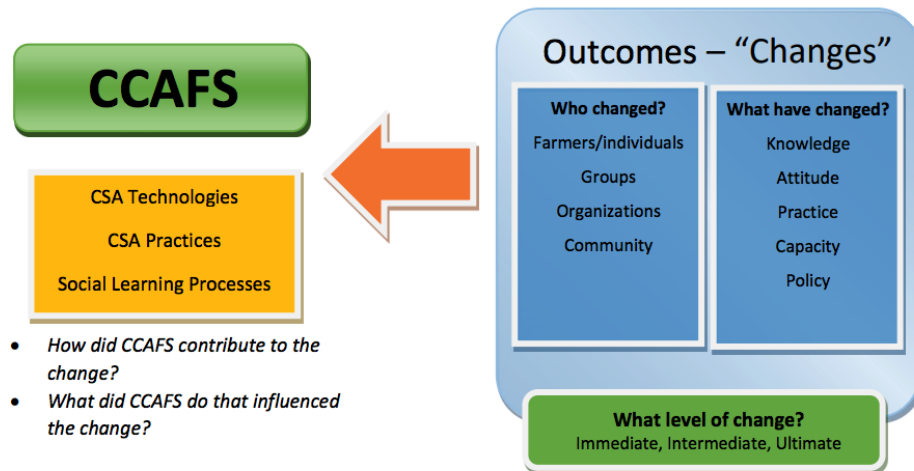 CCAFS
CSA Technologies
CSA Practices
Social Learning Processes
• How did CCAFS contribute to the
change?
• What did CCAFS do that influenced
the change?
Outcomes – “Changes”
Who changed?
Farmers/individuals
Groups
Organizations
Community
What have changed?
Knowledge
Attitude
Practice
Capacity
Policy
What level of change?
Immediate, Intermediate, Ultimate